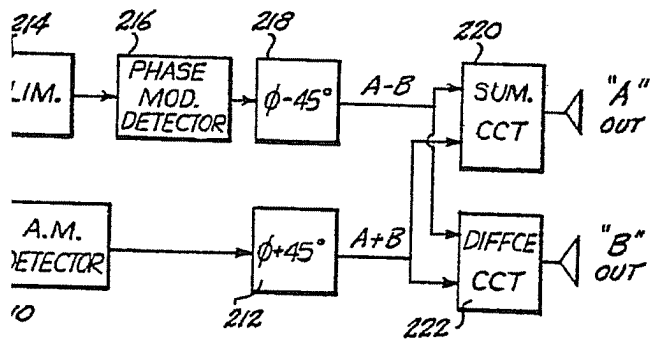 214
216
218
220
LIM.
PHASE
MOD.
DETECTOR
φ-45°
A-B
SUM.
CCT
"A"
OUT
A.M.
DETECTOR
φ+45°
A+B
DIFFCE
CCT
"B"
OUT
10
212
222